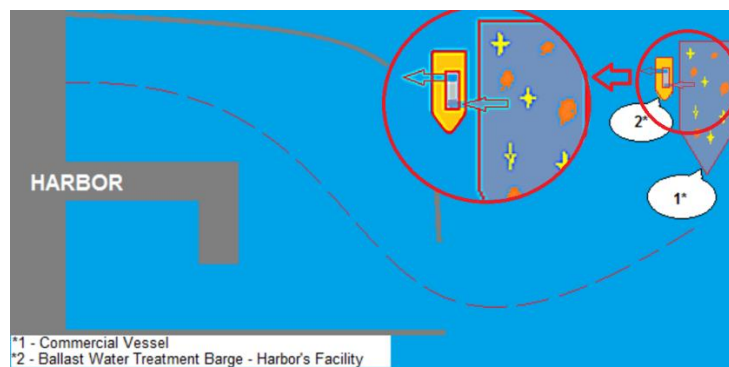 2*
1*
HARBOR
*1 - Commercial Vessel
*2 - Ballast Water Treatment Barge - Harbor's Facility